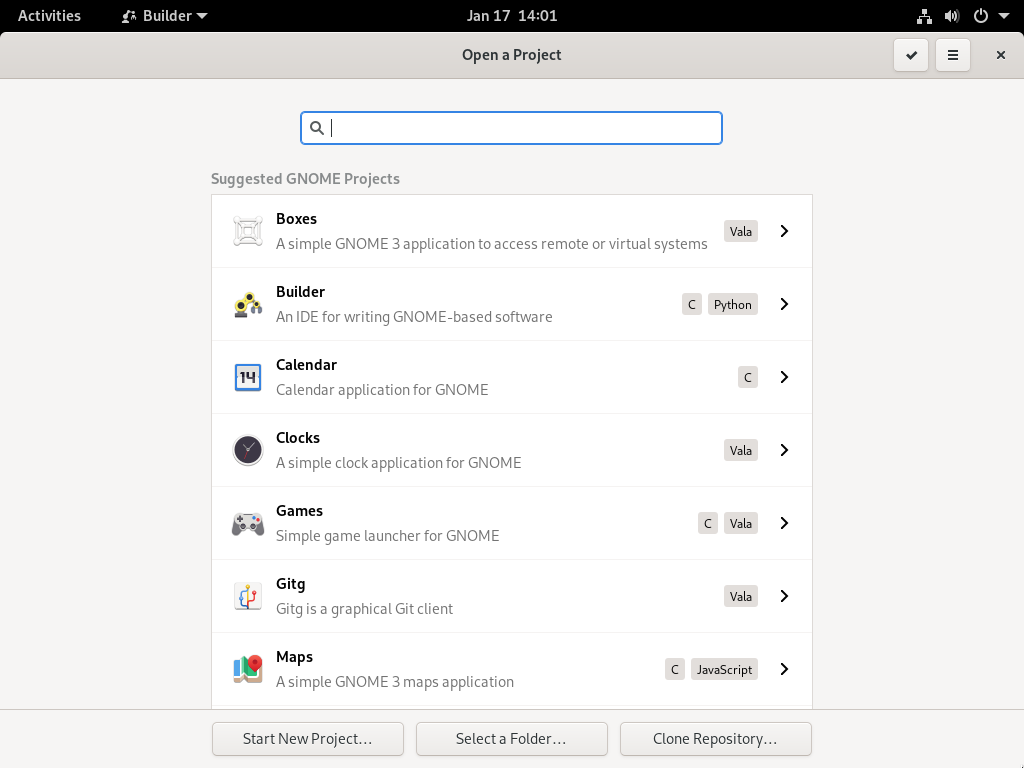 Activities Builder Jan 17 14:01
Open a Project
Suggested GNOME Projects
Boxes
A simple GNOME 3 application to access remote or virtual systems
Vala
Builder
An IDE for writing GNOME-based software
C Python
14
Calendar
Calendar application for GNOME
C
Clocks
A simple clock application for GNOME
Vala
Games
Simple game launcher for GNOME
C Vala
Gitg
Gitg is a graphical Git client
Vala
Maps
A simple GNOME 3 maps application
C JavaScript
Start New Project… Select a Folder… Clone Repository…